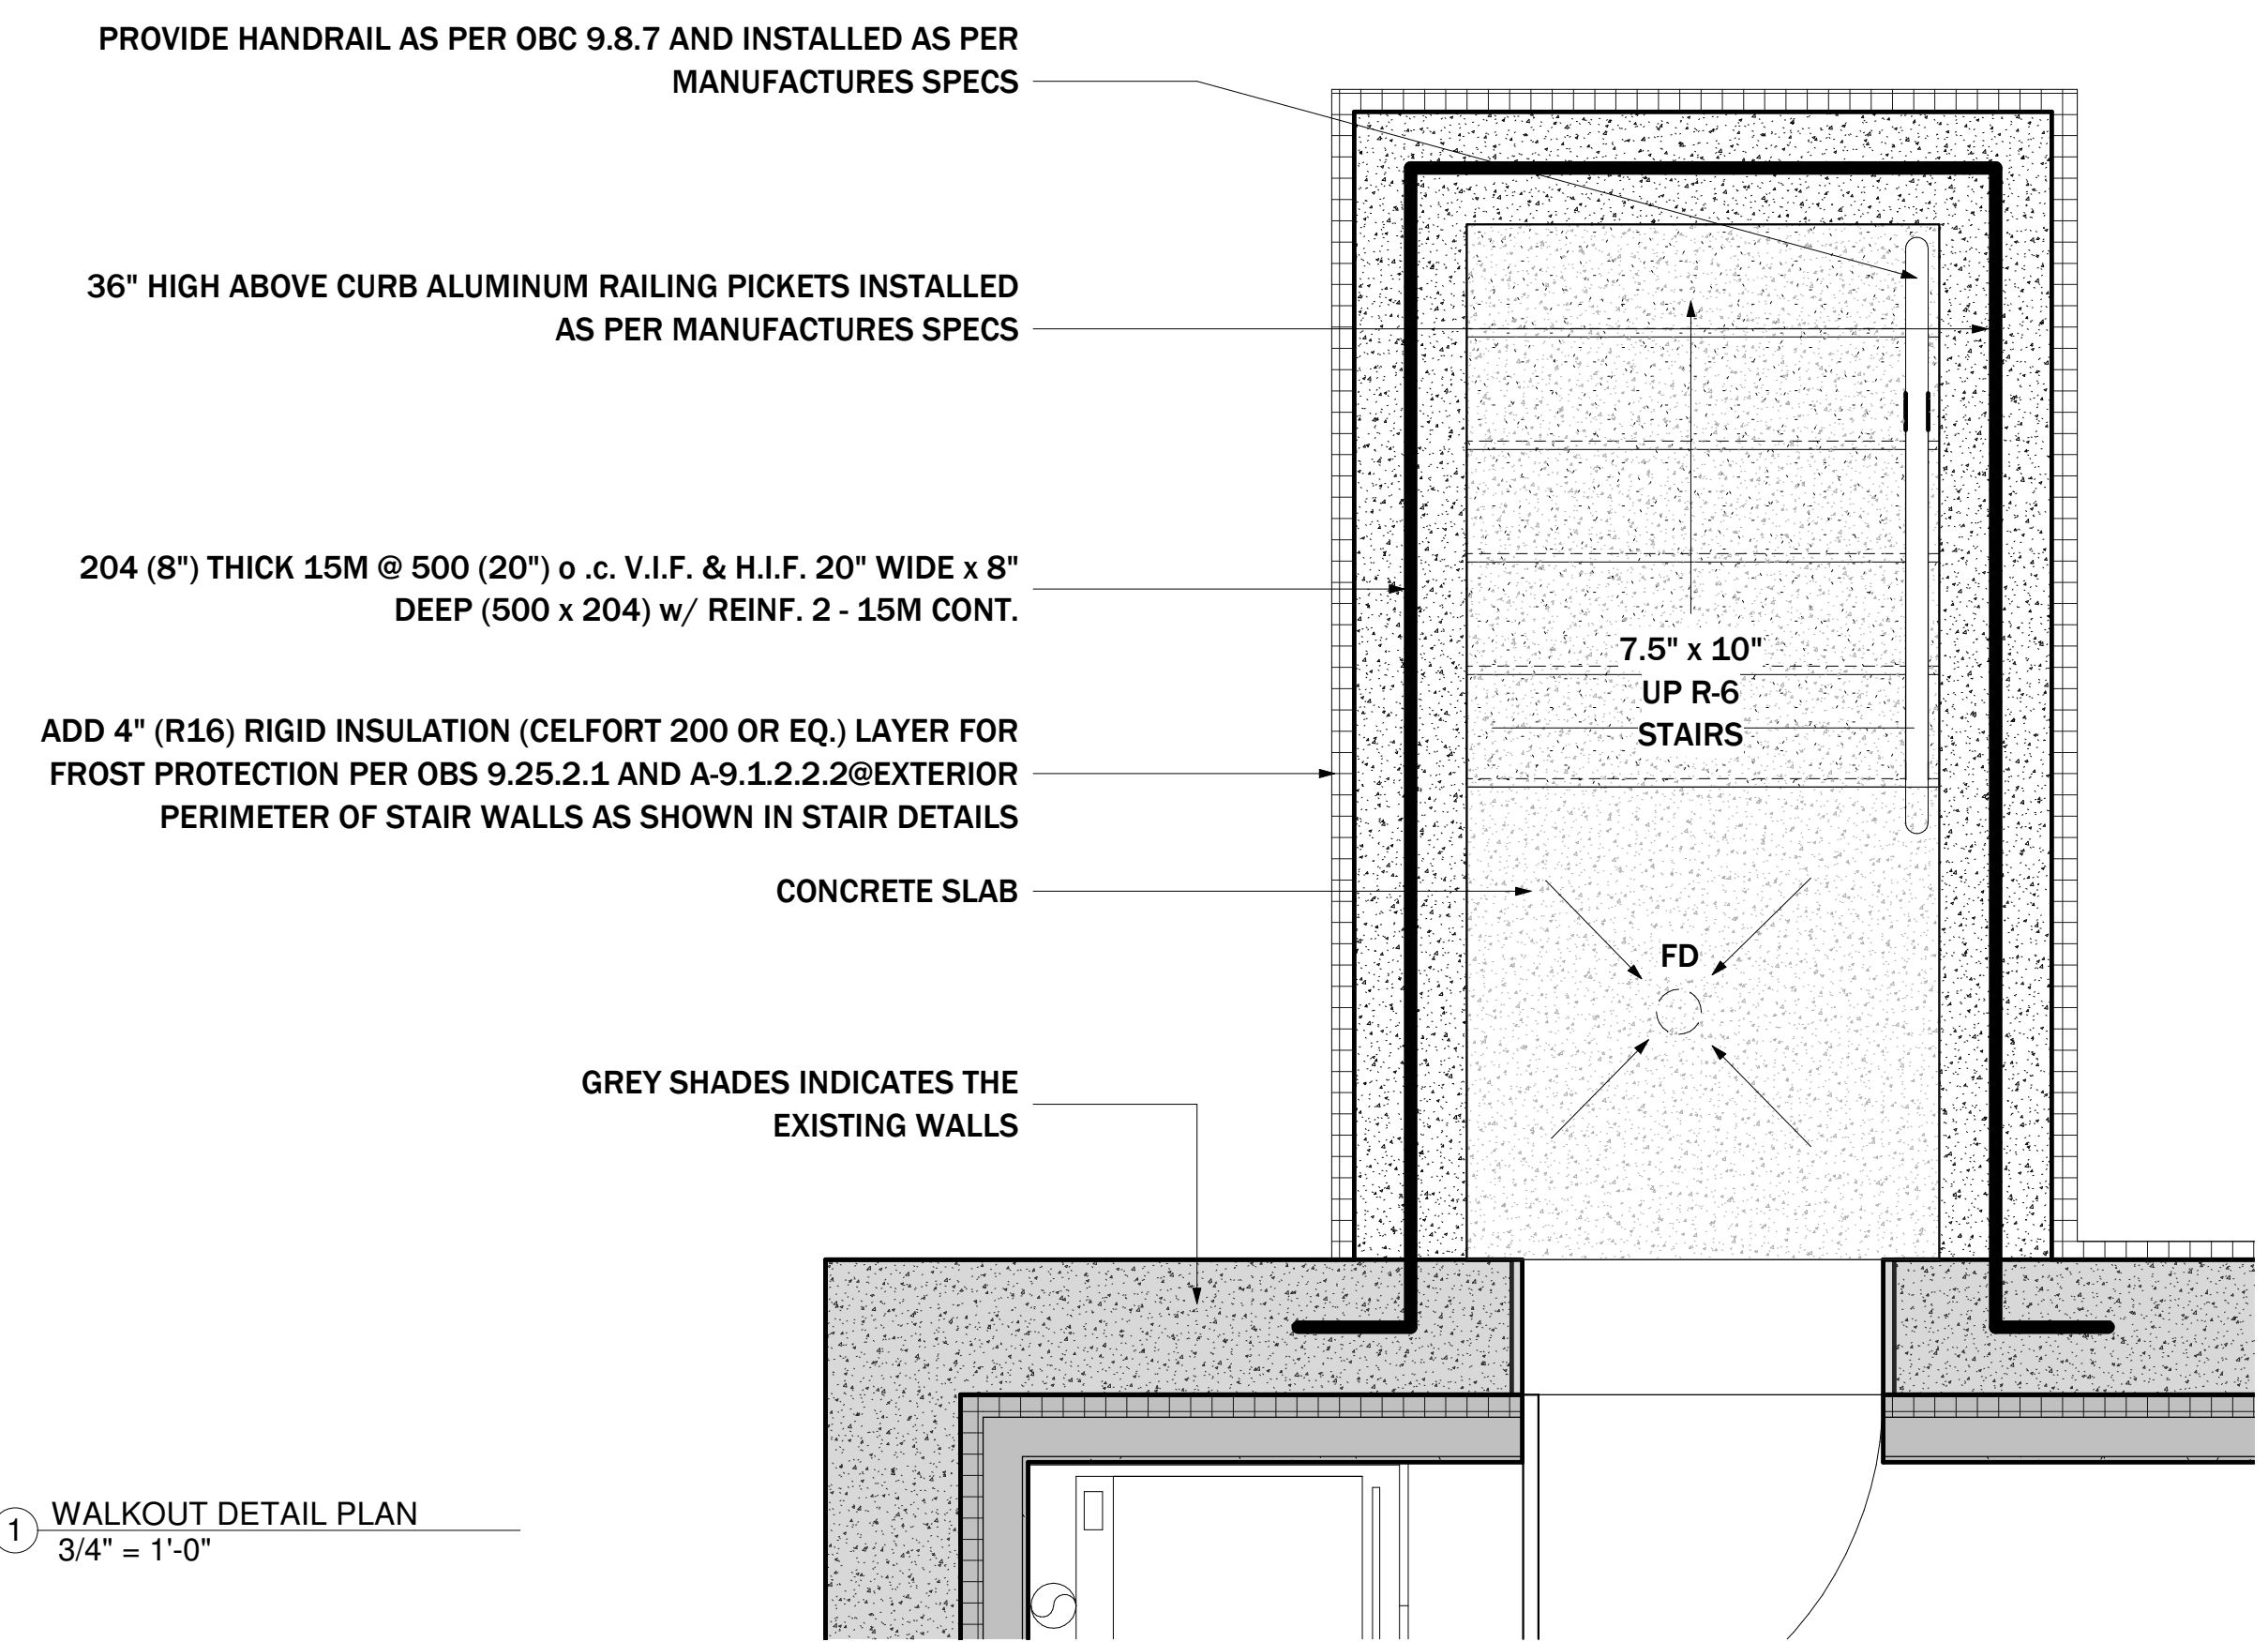 PROVIDE HANDRAIL AS PER OBC 9.8.7 AND INSTALLED AS PER
MANUFACTURES SPECS
36" HIGH ABOVE CURB ALUMINUM RAILING PICKETS INSTALLED
AS PER MANUFACTURES SPECS
204 (8") THICK 15M @ 500 (20") o .c. V.I.F. & H.I.F. 20" WIDE x 8"
DEEP (500 x 204) w/ REINF. 2 - 15M CONT.
7.5" x 10"
UP R-6
STAIRS
ADD 4" (R16) RIGID INSULATION (CELFORT 200 OR EQ.) LAYER FOR
FROST PROTECTION PER OBS 9.25.2.1 AND A-9.1.2.2.2@EXTERIOR
PERIMETER OF STAIR WALLS AS SHOWN IN STAIR DETAILS
CONCRETE SLAB
FD
GREY SHADES INDICATES THE
EXISTING WALLS
1 WALKOUT DETAIL PLAN
3/4" = 1'-0"